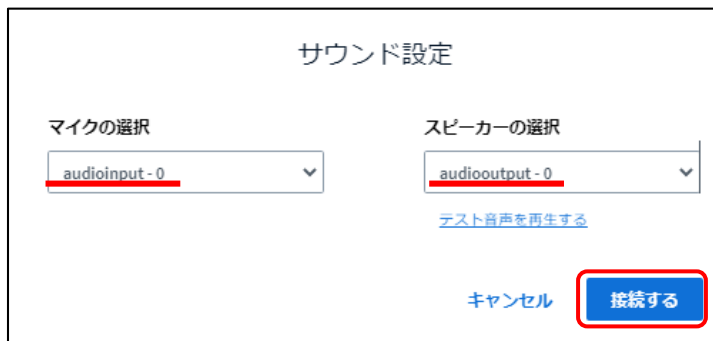 サウンド設定
マイクの選択
スピーカーの選択
audioinput - 0
audiooutput - 0
テスト音声を再生する
キャンセル
接続する